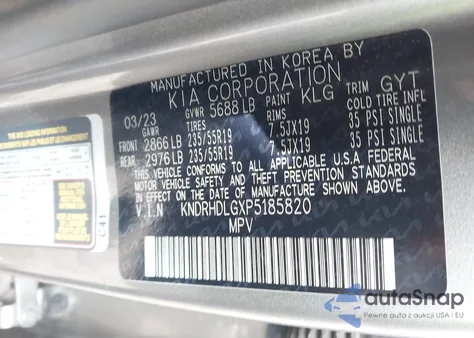 MANUFACTURED IN KOREA BY
KIA CORPORATION
03/23 GVWR 5688 LB PAINT KLG TRIM GYT
GAWR TIRES RIMS COLD TIRE INFL
FRONT 2866 LB 235/55R19 7.5JX19 35 PSI SINGLE
REAR 2976 LB 235/55R19 7.5JX19 35 PSI SINGLE
THIS VEHICLE CONFORMS TO ALL APPLICABLE U.S.A FEDERAL
MOTOR VEHICLE SAFETY AND THEFT PREVENTION STANDARDS
IN EFFECT ON THE DATE OF MANUFACTURE SHOWN ABOVE.
V.I.N KNDRHDLGXP5185820
MPV
C41
autoSnap
Pewne auta z aukcji USA i EU